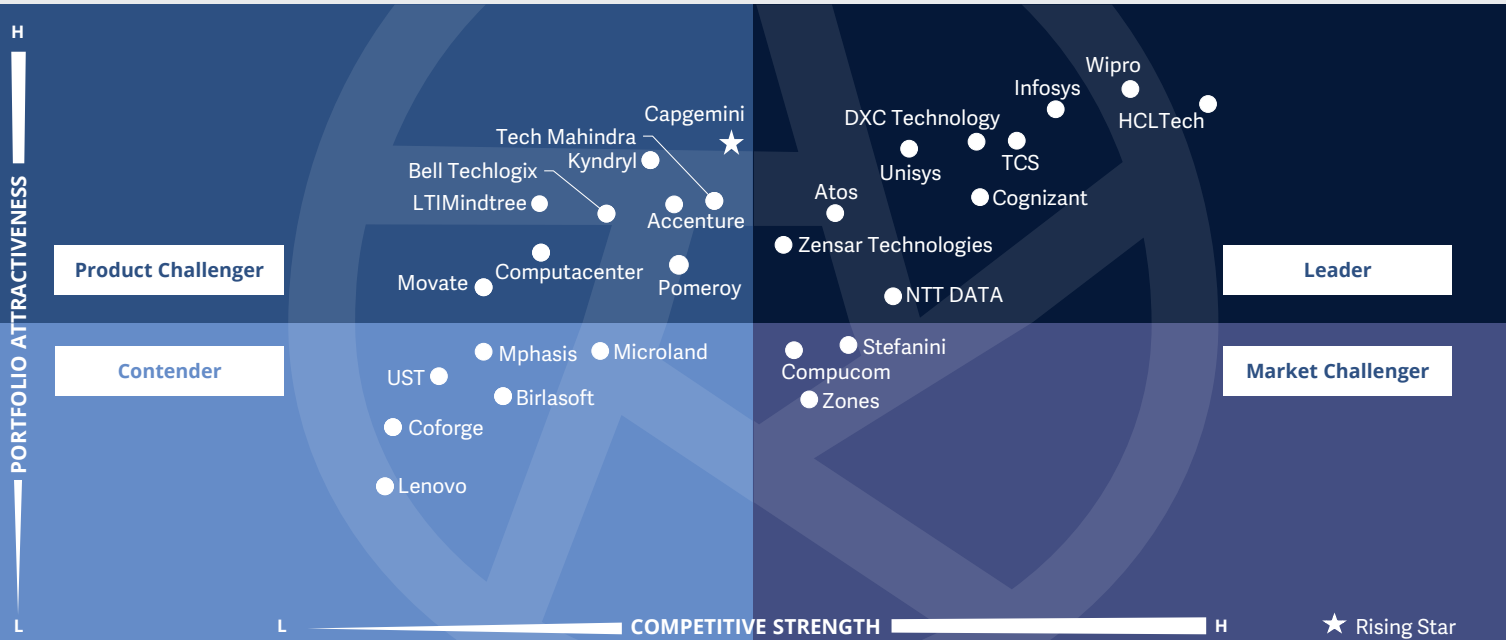 H
PORTFOLIO ATTRACTIVENESS
L
Product Challenger
Leader
Contender
Market Challenger
Capgemini
Tech Mahindra
Kyndryl
Bell Techlogix
LTIMindtree
Accenture
Computacenter
Movate
Pomeroy
Wipro
Infosys
HCLTech
DXC Technology
TCS
Unisys
Atos
Cognizant
Zensar Technologies
NTT DATA
Mphasis
Microland
UST
Birlasoft
Coforge
Lenovo
Stefanini
Compucom
Zones
L
COMPETITIVE STRENGTH
H
Rising Star